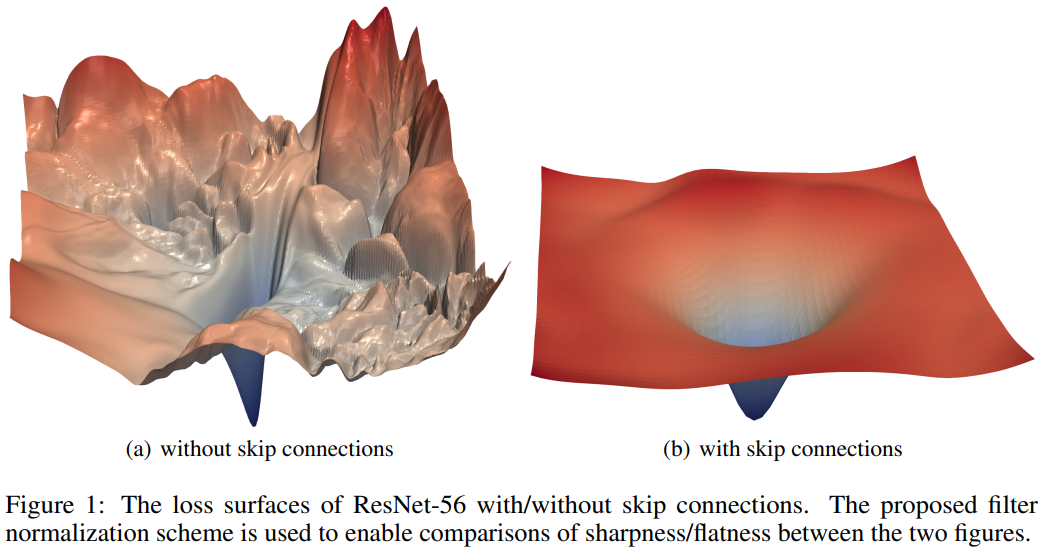 (a) without skip connections
(b) with skip connections
Figure 1: The loss surfaces of ResNet-56 with/without skip connections. The proposed filter
normalization scheme is used to enable comparisons of sharpness/flatness between the two figures.